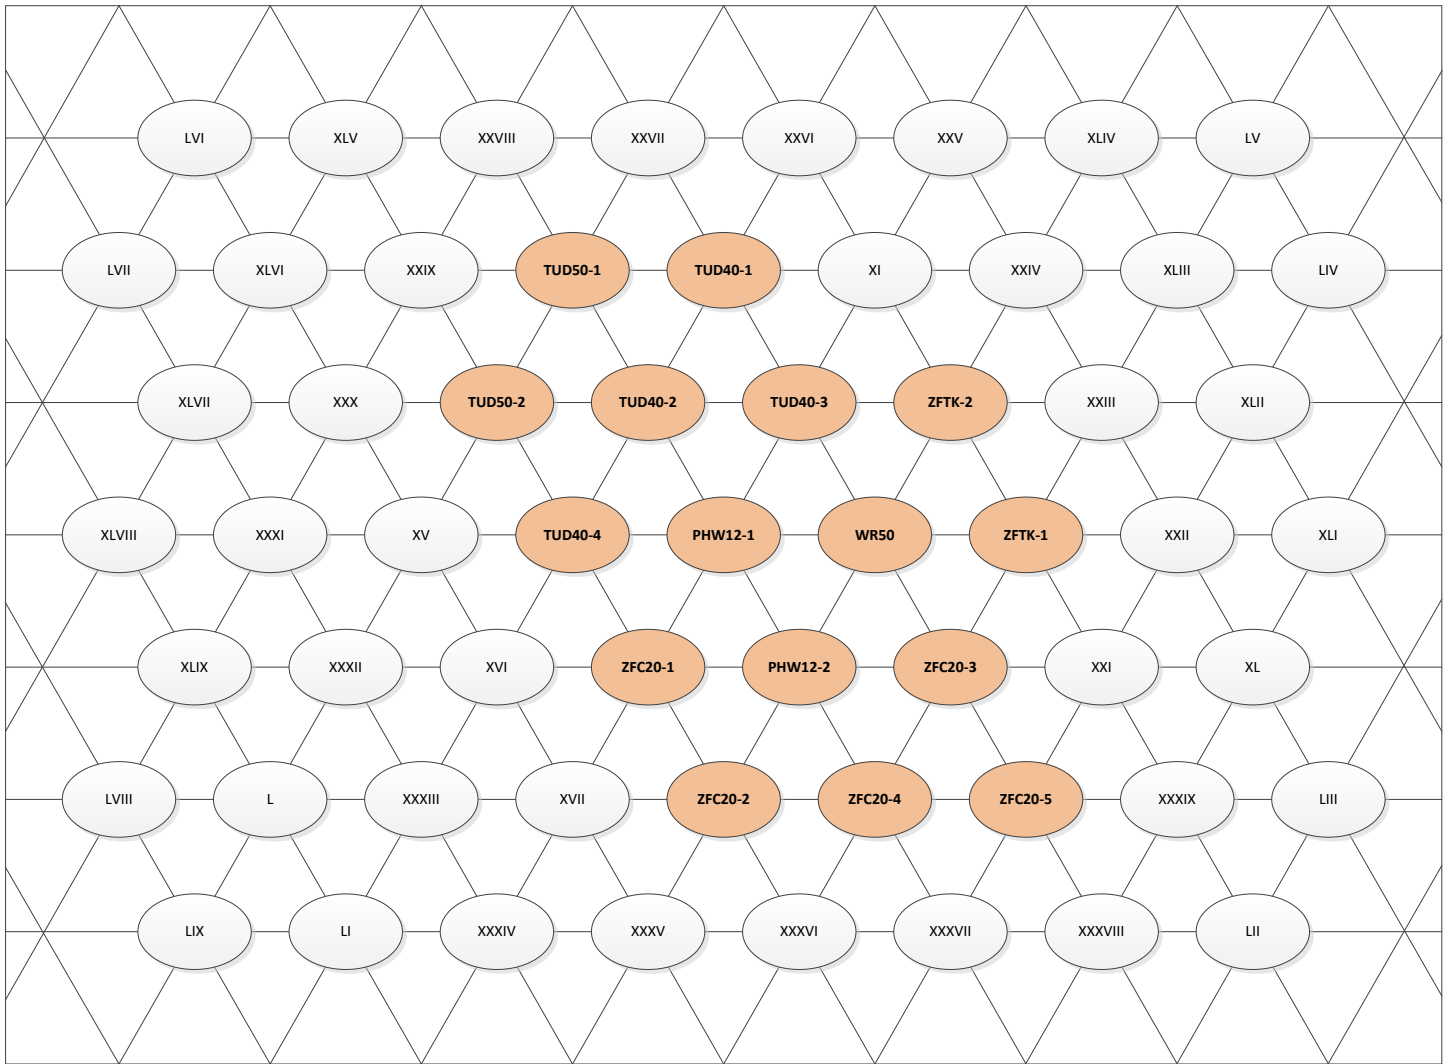 LVI XLV XXVIII XXVII XXVI XXV XLIV LV
LVII XLVI XXIX TUD50-1 TUD40-1 XI XXIV XLIII LIV
XLVII XXX TUD50-2 TUD40-2 TUD40-3 ZFTK-2 XXIII XLII
XLVIII XXXI XV TUD40-4 PHW12-1 WR50 ZFTK-1 XXII XLI
XLIX XXXII XVI ZFC20-1 PHW12-2 ZFC20-3 XXI XL
LVIII L XXXIII XVII ZFC20-2 ZFC20-4 ZFC20-5 XXXIX LIII
LIX LI XXXIV XXXV XXXVI XXXVII XXXVIII LII